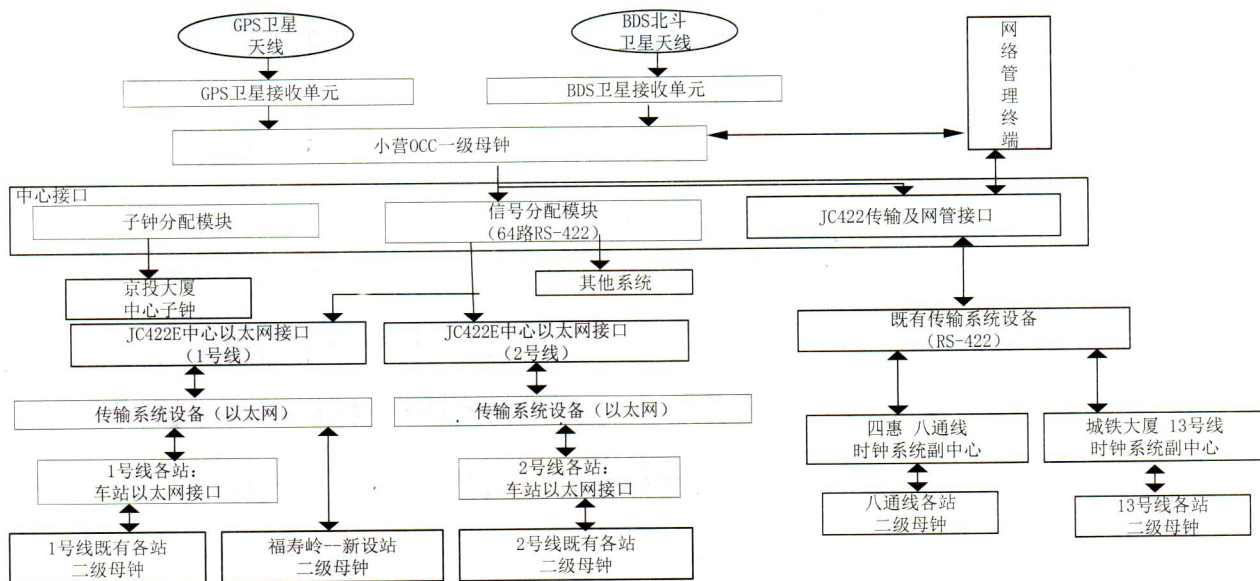 GPS卫星
天线
BDS北斗
卫星天线
网
络
管
理
终
端
GPS卫星接收单元
BDS卫星接收单元
小营OCC一级母钟
中心接口
子钟分配模块
信号分配模块
(64路RS-422)
JC422传输及网管接口
京投大厦
中心子钟
其他系统
JC422E中心以太网接口
(1号线)
JC422E中心以太网接口
(2号线)
既有传输系统设备
(RS-422)
传输系统设备(以太网)
传输系统设备(以太网)
四惠 八通线
时钟系统副中心
城铁大厦 13号线
时钟系统副中心
1号线各站:
车站以太网接口
2号线各站:
车站以太网接口
八通线各站
二级母钟
13号线各站
二级母钟
1号线既有各站
二级母钟
福寿岭--新设站
二级母钟
2号线既有各站
二级母钟